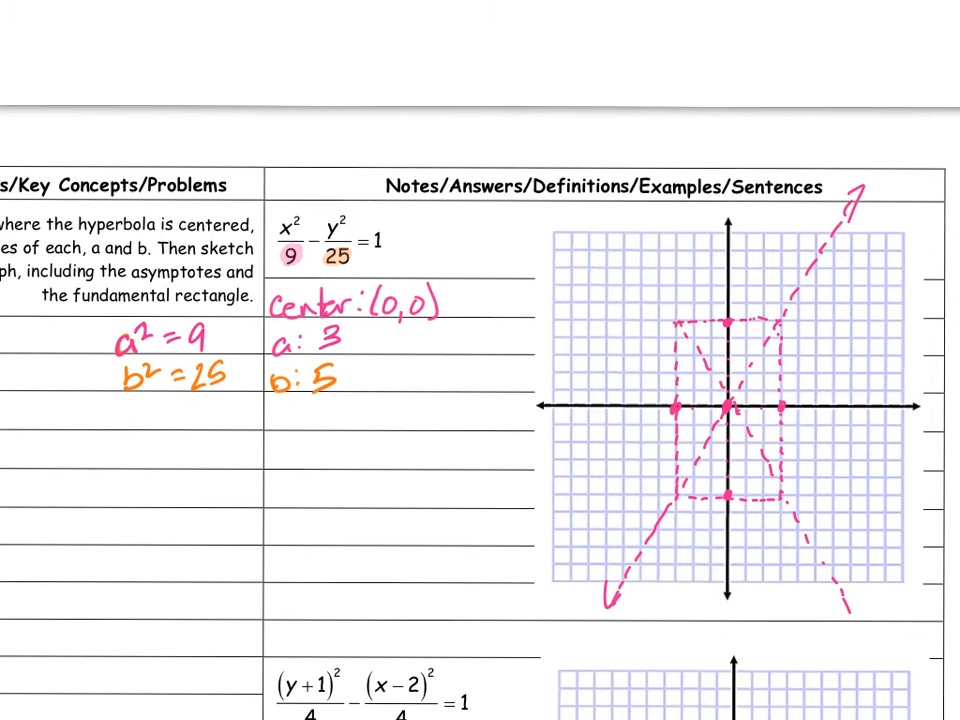 s/Key Concepts/Problems
Notes/Answers/Definitions/Examples/Sentences
where the hyperbola is centered,
es of each, a and b. Then sketch
ph, including the asymptotes and
the fundamental rectangle.
x²/9 − y²/25 = 1
center: (0,0)
a² = 9
a: 3
b² = 25
b: 5
(y + 1)²/4 − (x − 2)²/4 = 1